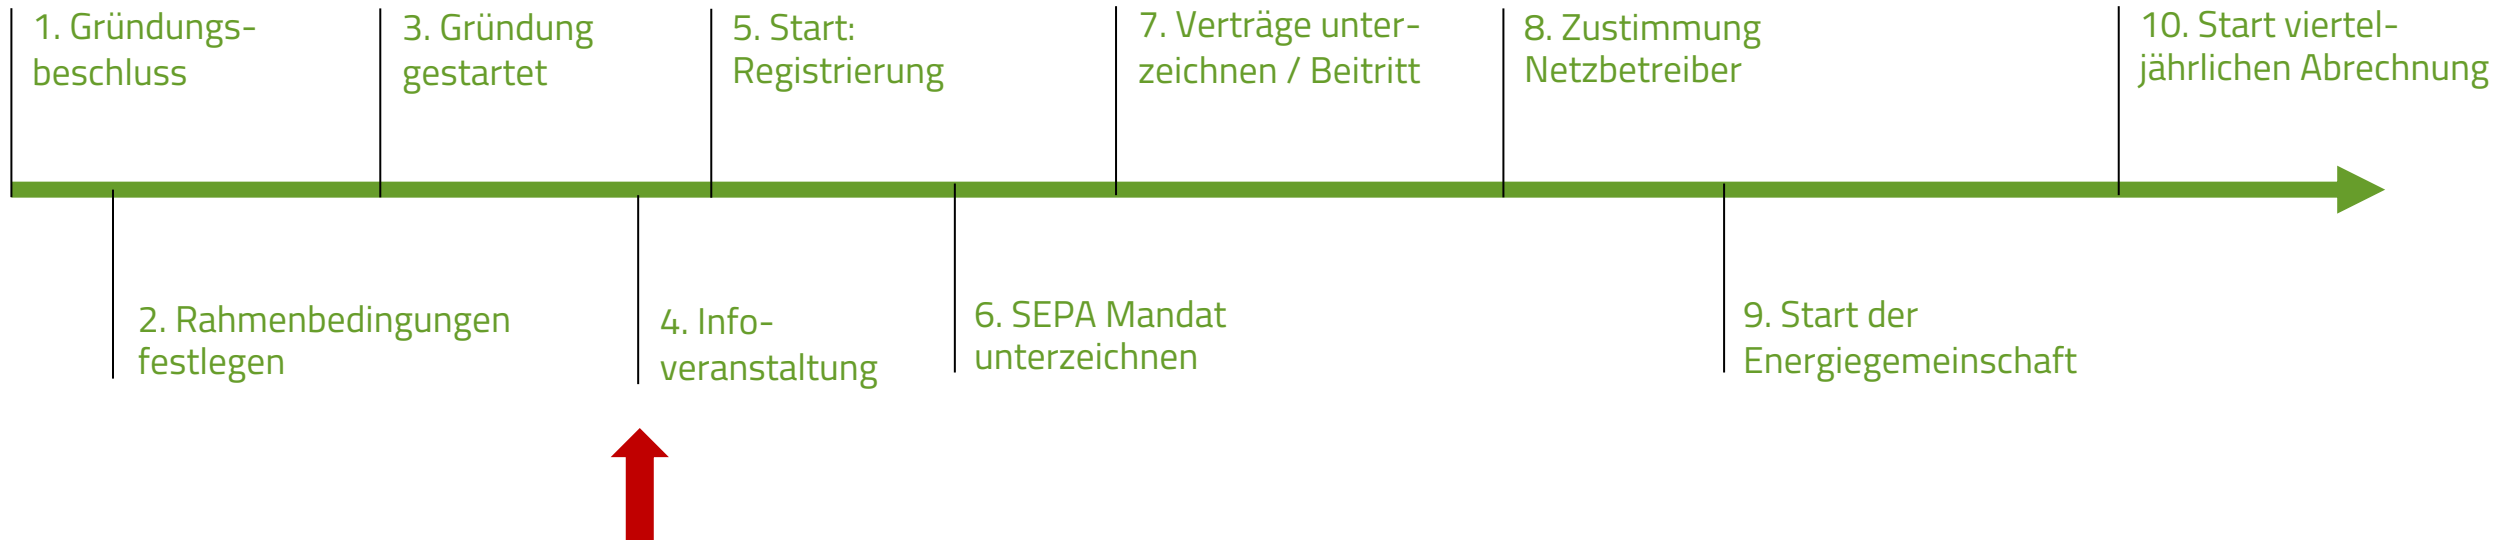 1. Gründungs-
beschluss
2. Rahmenbedingungen
festlegen
3. Gründung
gestartet
4. Info-
veranstaltung
5. Start:
Registrierung
6. SEPA Mandat
unterzeichnen
7. Verträge unter-
zeichnen / Beitritt
8. Zustimmung
Netzbetreiber
9. Start der
Energiegemeinschaft
10. Start viertel-
jährlichen Abrechnung